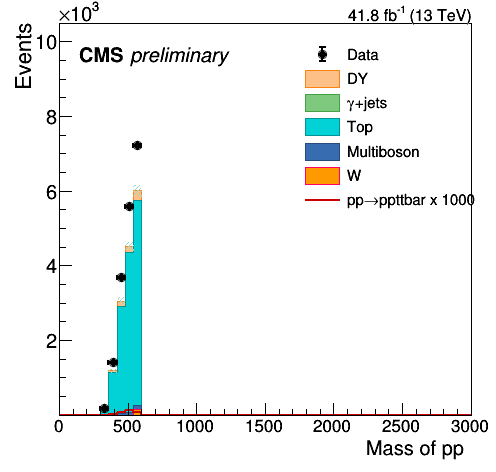 ×10³
41.8 fb⁻¹ (13 TeV)
Events
CMS preliminary
Data
DY
γ+jets
Top
Multiboson
W
pp→ppttbar x 1000
10
8
6
4
2
0 500 1000 1500 2000 2500 3000
Mass of pp